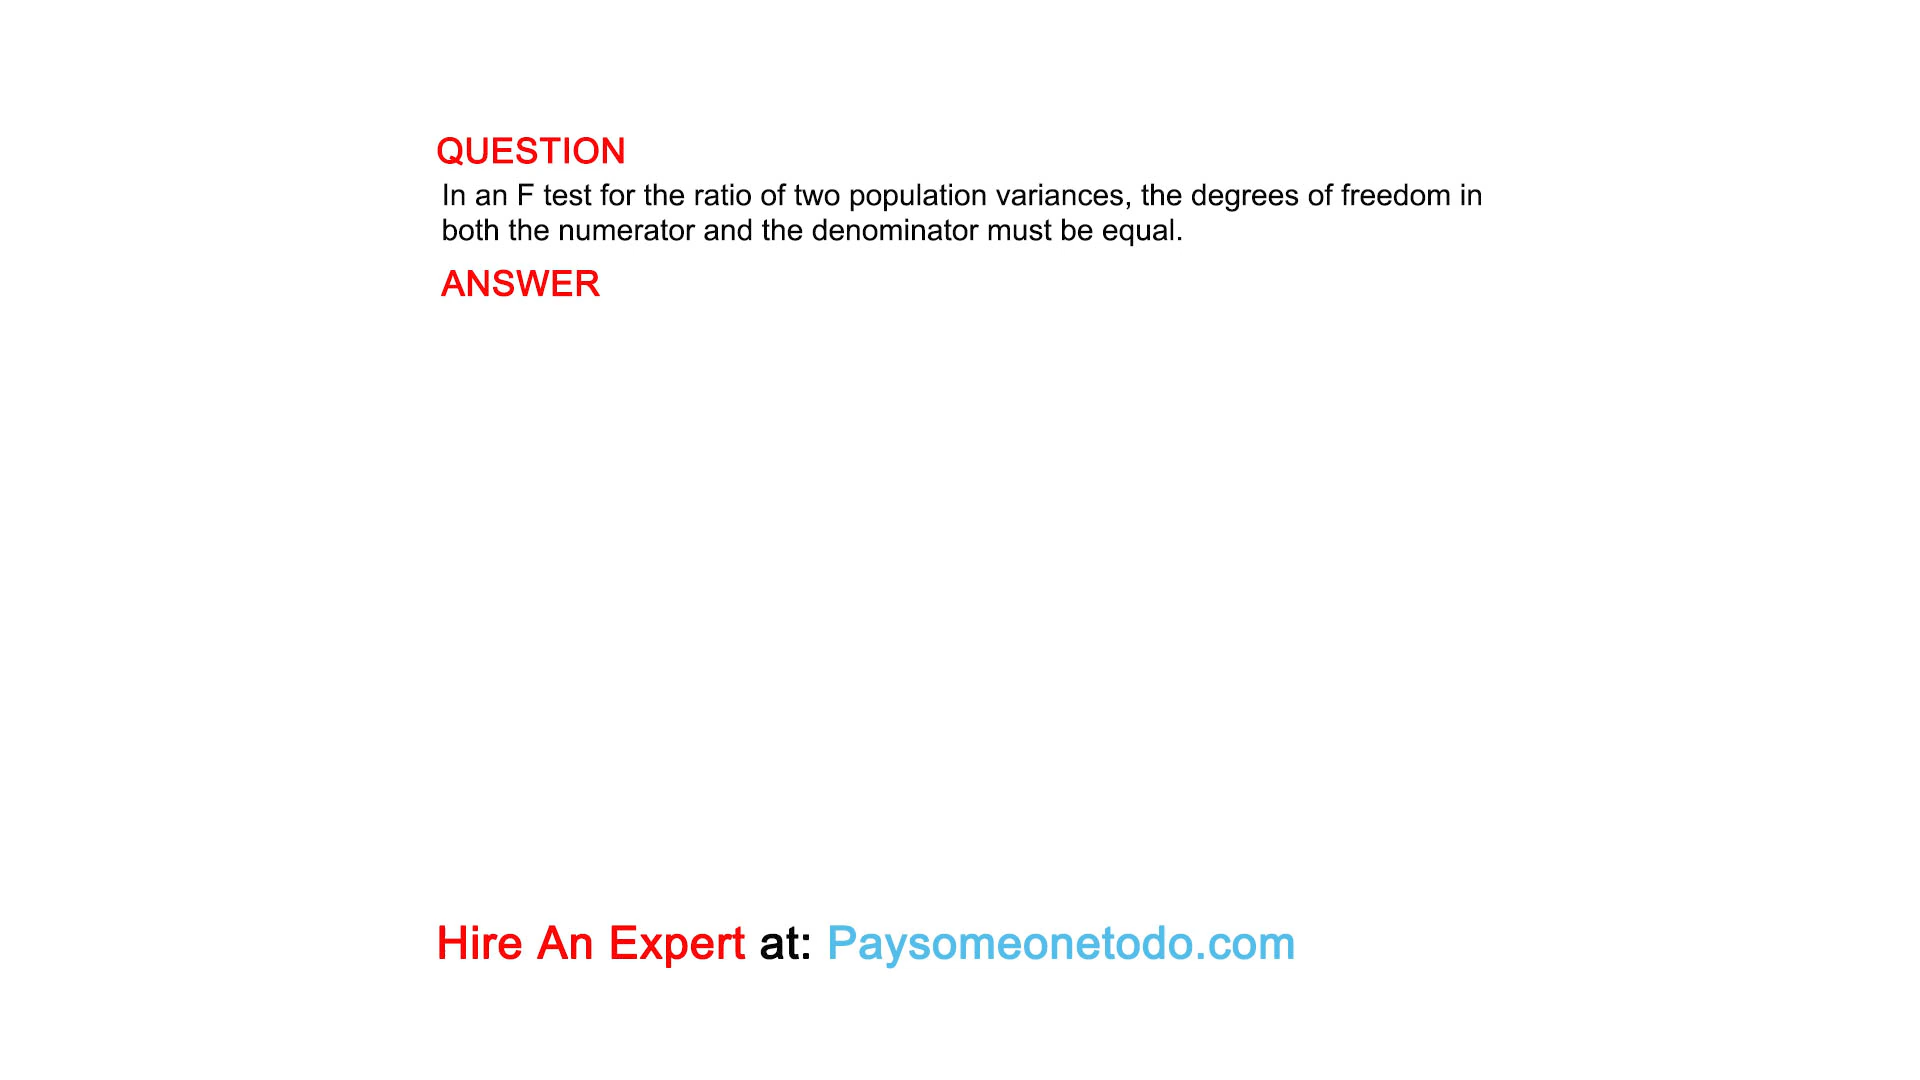 QUESTION
In an F test for the ratio of two population variances, the degrees of freedom in
both the numerator and the denominator must be equal.
ANSWER
Hire An Expert at: Paysomeonetodo.com